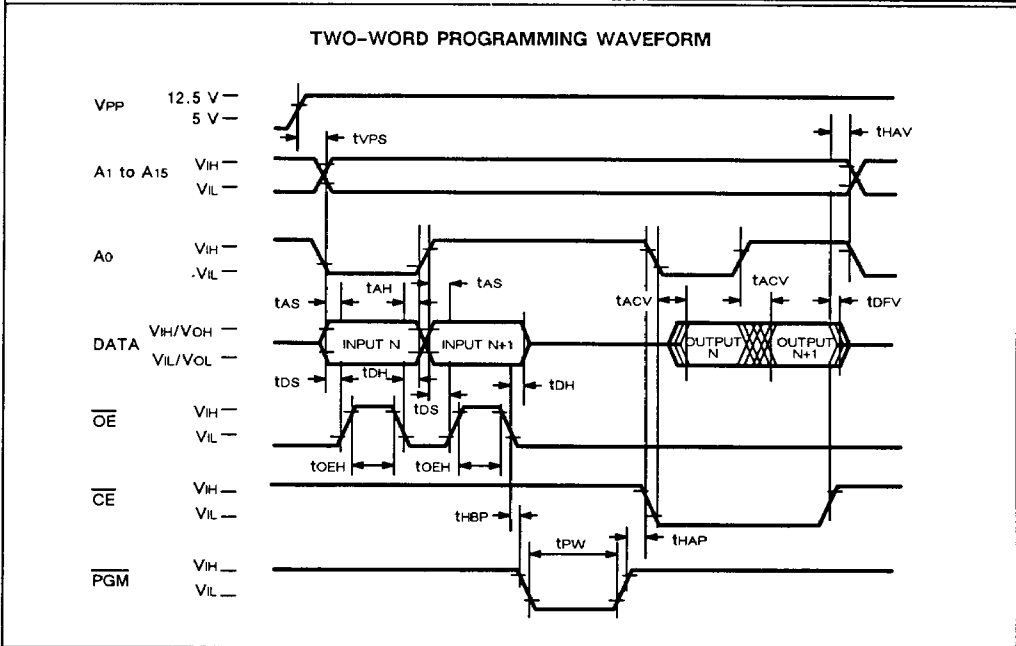 TWO-WORD PROGRAMMING WAVEFORM
VPP 12.5 V
5 V
tVPS
tHAV
A1 to A15 VIH
VIL
A0 VIH
VIL
tAS tAH tAS tACV tACV tDFV
DATA VIH/VOH
VIL/VOL
INPUT N INPUT N+1 OUTPUT N OUTPUT N+1
tDS tDH tDS tDH
OE VIH
VIL
tOEH tOEH
CE VIH
VIL
tHBP tPW tHAP
PGM VIH
VIL